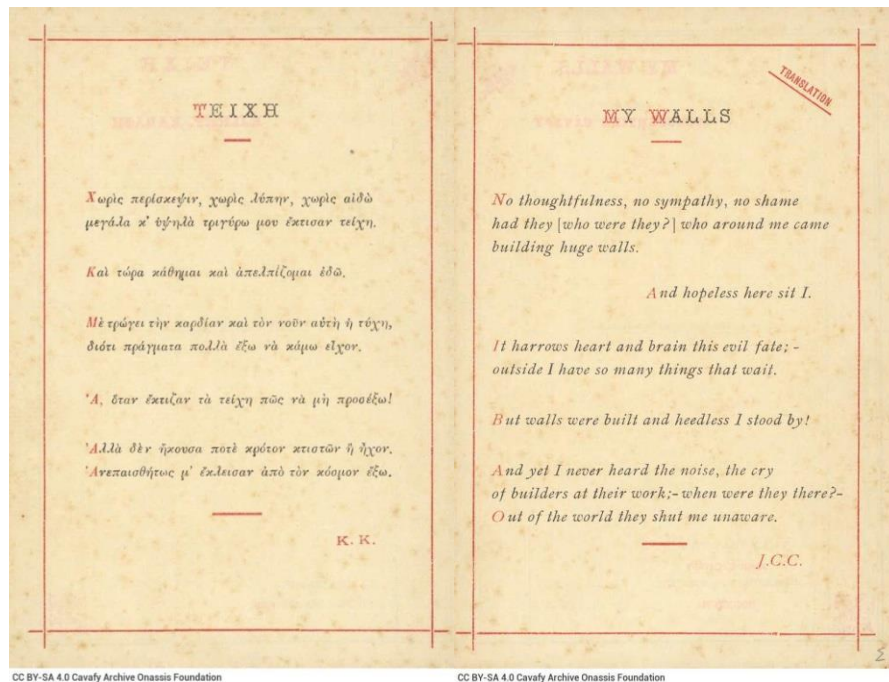 ΤΕΙΧΗ
Χωρὶς περίσκεψιν, χωρὶς λύπην, χωρὶς αἰδὼ
μεγάλα κ' ὑψηλὰ τριγύρω μου ἔκτισαν τείχη.
Καὶ τώρα κάθημαι καὶ ἀπελπίζομαι ἐδῶ.
Μὲ τρώγει τὴν καρδίαν καὶ τὸν νοῦν αὐτὴ ἡ τύχη,
διότι πράγματα πολλὰ ἔξω νὰ κάμω εἶχον.
Ἀ, ὅταν ἔκτιζαν τὰ τείχη πῶς νὰ μὴ προσέξω!
Ἀλλὰ δὲν ἤκουσα ποτὲ κρότον κτιστῶν ἢ ἦχον.
Ἀνεπαισθήτως μ' ἔκλεισαν ἀπὸ τὸν κόσμον ἔξω.
Κ. Κ.
CC BY-SA 4.0 Cavafy Archive Onassis Foundation
TRANSLATION
MY WALLS
No thoughtfulness, no sympathy, no shame
had they [who were they?] who around me came
building huge walls.
And hopeless here sit I.
It harrows heart and brain this evil fate; -
outside I have so many things that wait.
But walls were built and heedless I stood by!
And yet I never heard the noise, the cry
of builders at their work;- when were they there?-
Out of the world they shut me unaware.
J.C.C.
CC BY-SA 4.0 Cavafy Archive Onassis Foundation